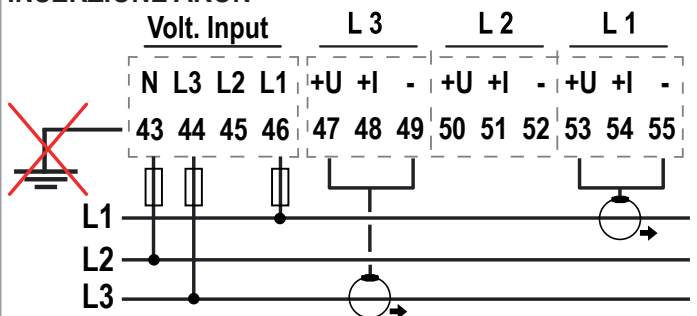 INSERZIONE ARON
Volt. Input L 3 L 2 L 1
N L3 L2 L1 +U +I - +U +I - +U +I -
43 44 45 46 47 48 49 50 51 52 53 54 55
L1
L2
L3